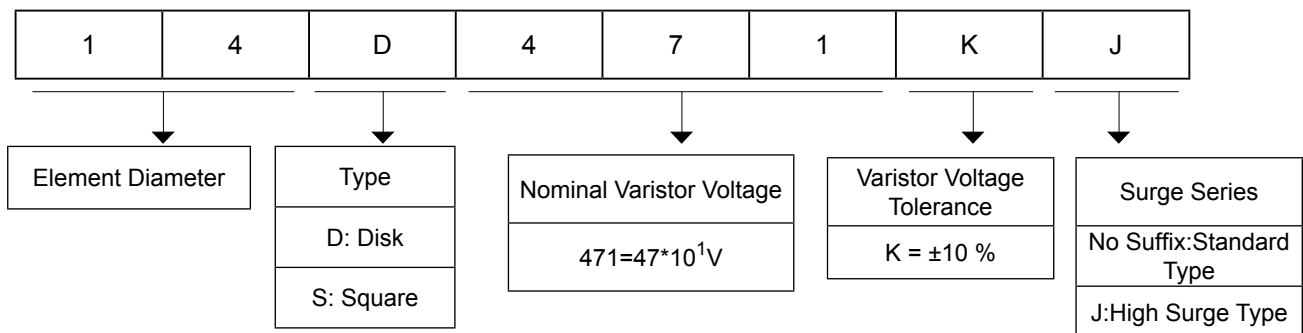 1 4 D 4 7 1 K J
Element Diameter
Type
D: Disk
S: Square
Nominal Varistor Voltage
471=47*10¹V
Varistor Voltage
Tolerance
K = ±10 %
Surge Series
No Suffix:Standard
Type
J:High Surge Type